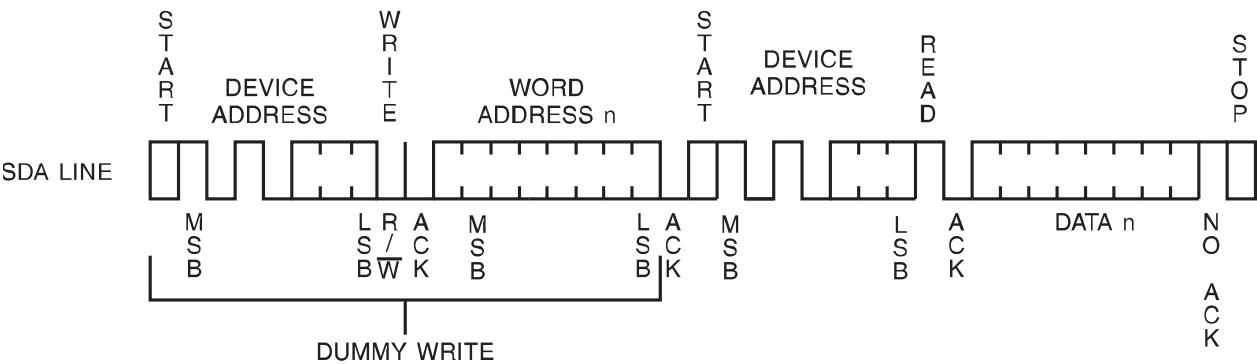 START
DEVICE
ADDRESS
WRITE
WORD
ADDRESS n
START
DEVICE
ADDRESS
READ
STOP
SDA LINE
MSB
LSB
R/W̅
ACK
MSB
LSB
ACK
MSB
LSB
ACK
DATA n
NO ACK
DUMMY WRITE